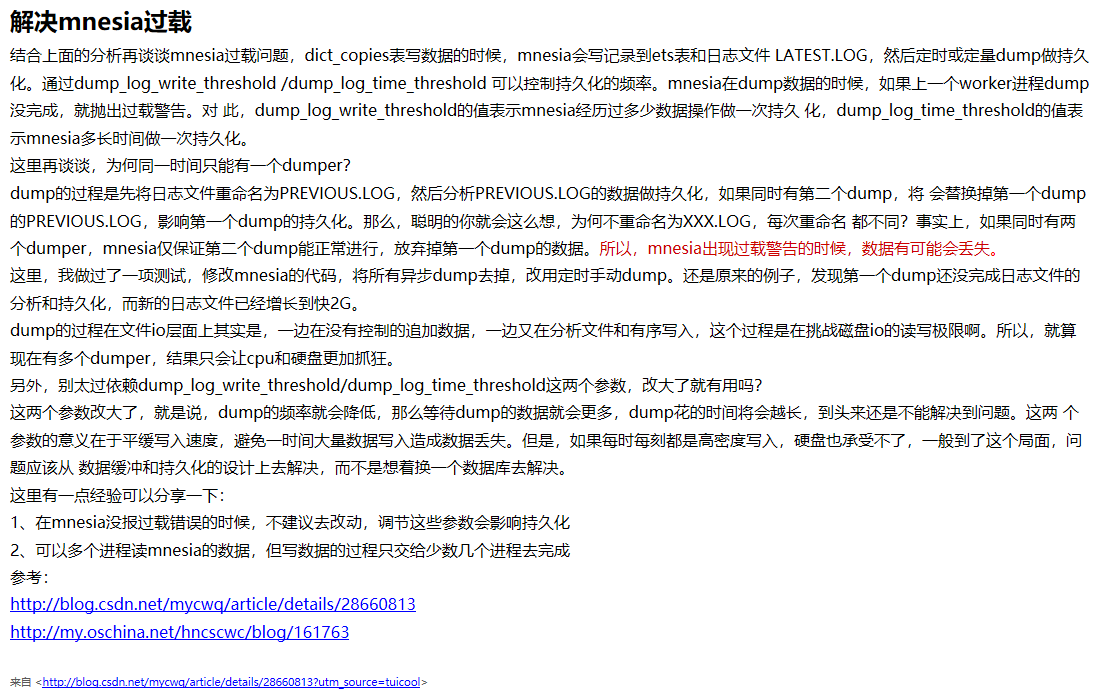 解决mnesia过载
结合上面的分析再谈谈mnesia过载问题，dict_copies表写数据的时候，mnesia会写记录到ets表和日志文件 LATEST.LOG，然后定时或定量dump做持久
化。通过dump_log_write_threshold /dump_log_time_threshold 可以控制持久化的频率。mnesia在dump数据的时候，如果上一个worker进程dump
没完成，就抛出过载警告。对 此，dump_log_write_threshold的值表示mnesia经历过多少数据操作做一次持久 化，dump_log_time_threshold的值表
示mnesia多长时间做一次持久化。
这里再谈谈，为何同一时间只能有一个dumper？
dump的过程是先将日志文件重命名为PREVIOUS.LOG，然后分析PREVIOUS.LOG的数据做持久化，如果同时有第二个dump，将 会替换掉第一个dump
的PREVIOUS.LOG，影响第一个dump的持久化。那么，聪明的你就会这么想，为何不重命名为XXX.LOG，每次重命名 都不同？事实上，如果同时有两
个dumper，mnesia仅保证第二个dump能正常进行，放弃掉第一个dump的数据。所以，mnesia出现过载警告的时候，数据有可能会丢失。
这里，我做过了一项测试，修改mnesia的代码，将所有异步dump去掉，改用定时手动dump。还是原来的例子，发现第一个dump还没完成日志文件的
分析和持久化，而新的日志文件已经增长到快2G。
dump的过程在文件io层面上其实是，一边在没有控制的追加数据，一边又在分析文件和有序写入，这个过程是在挑战磁盘io的读写极限啊。所以，就算
现在有多个dumper，结果只会让cpu和硬盘更加抓狂。
另外，别太过依赖dump_log_write_threshold/dump_log_time_threshold这两个参数，改大了就有用吗？
这两个参数改大了，就是说，dump的频率就会降低，那么等待dump的数据就会更多，dump花的时间将会越长，到头来还是不能解决到问题。这两 个
参数的意义在于平缓写入速度，避免一时间大量数据写入造成数据丢失。但是，如果每时每刻都是高密度写入，硬盘也承受不了，一般到了这个局面，问
题应该从 数据缓冲和持久化的设计上去解决，而不是想着换一个数据库去解决。
这里有一点经验可以分享一下：
1、在mnesia没报过载错误的时候，不建议去改动，调节这些参数会影响持久化
2、可以多个进程读mnesia的数据，但写数据的过程只交给少数几个进程去完成
参考：
http://blog.csdn.net/mycwq/article/details/28660813
http://my.oschina.net/hncscwc/blog/161763
来自 <http://blog.csdn.net/mycwq/article/details/28660813?utm_source=tuicool>